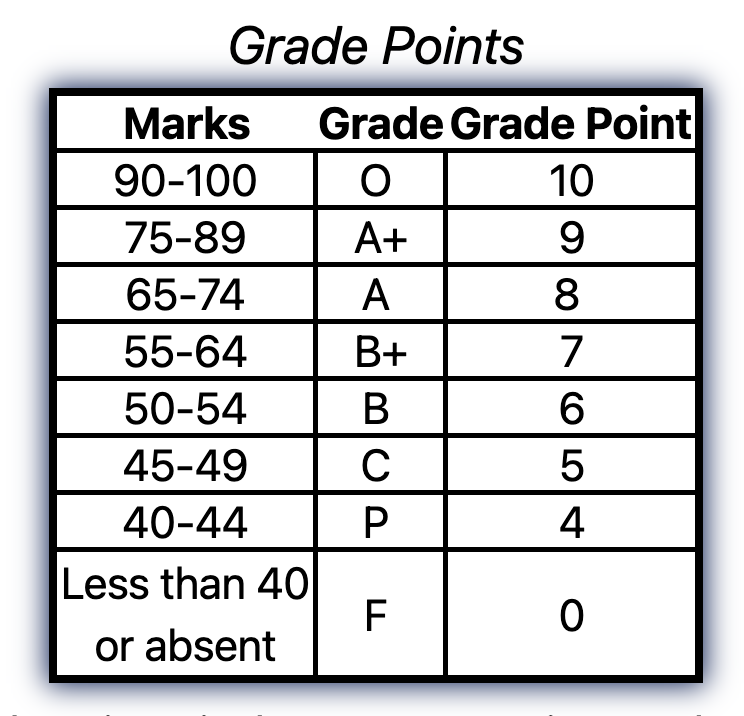 Grade Points
Marks Grade Grade Point
90-100 O 10
75-89 A+ 9
65-74 A 8
55-64 B+ 7
50-54 B 6
45-49 C 5
40-44 P 4
Less than 40
or absent F 0